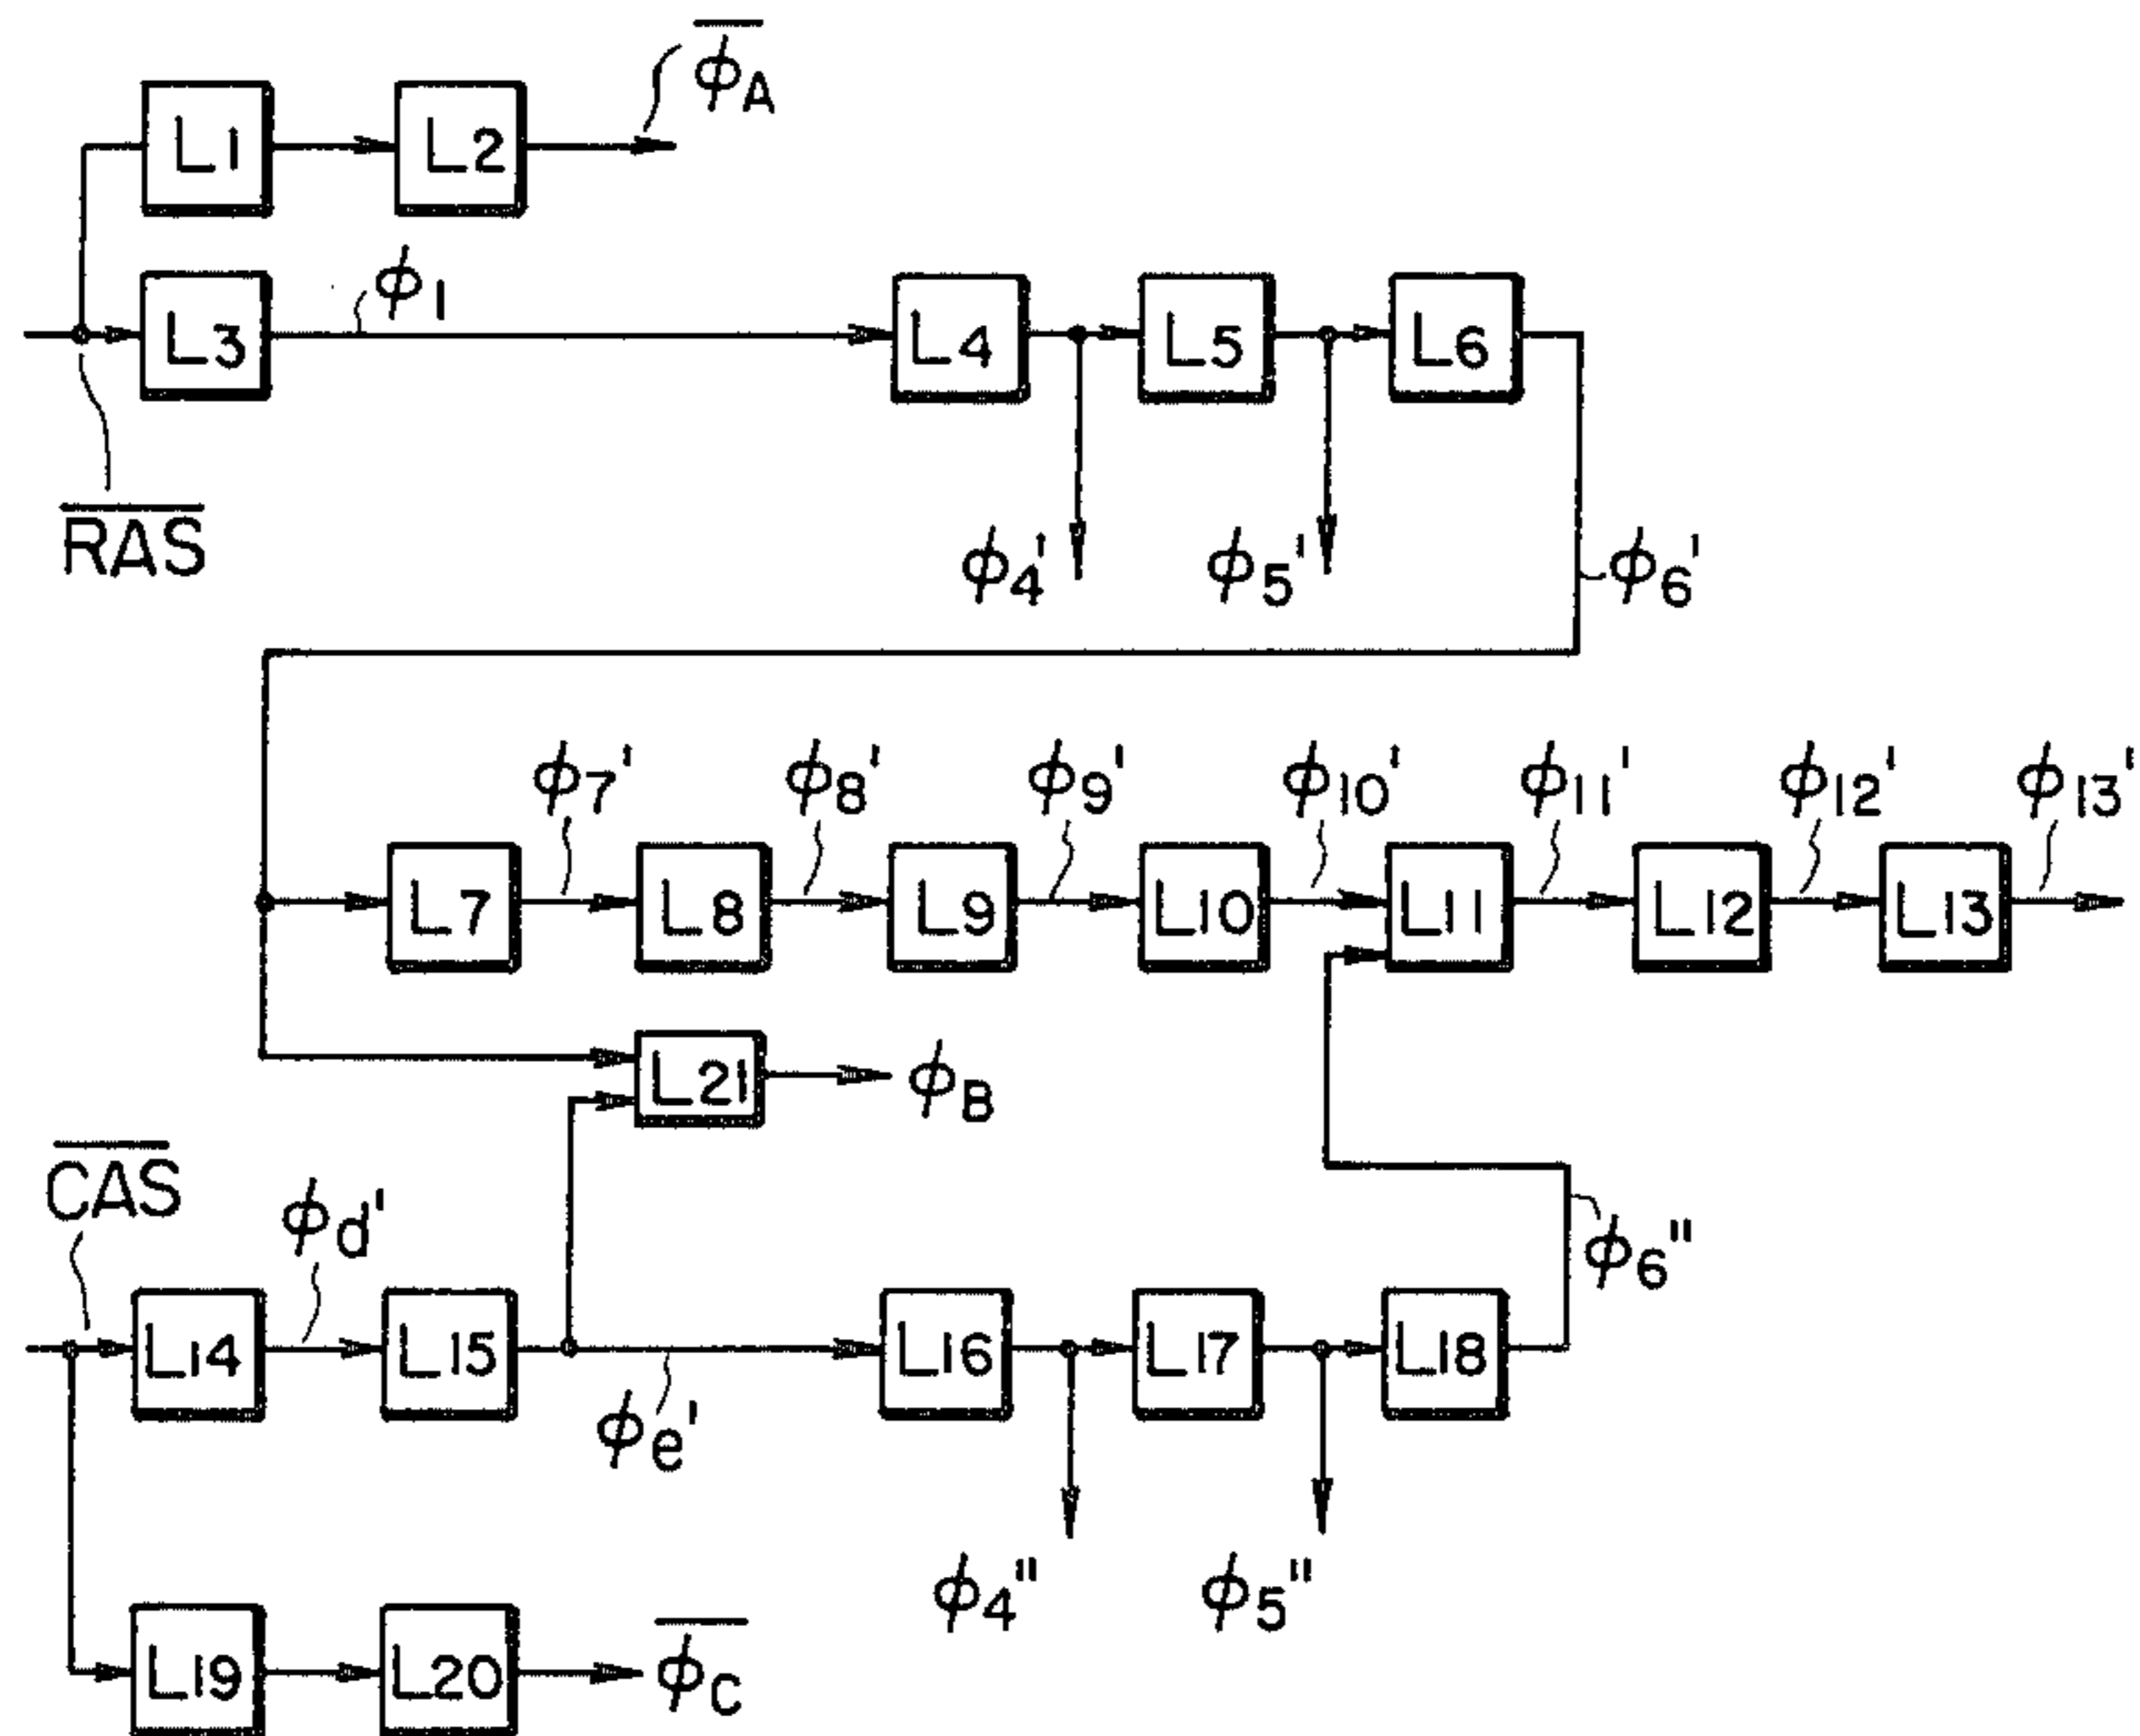 φ̅A̅
L1 L2
φ1
L3 L4 L5 L6
R̅A̅S̅
φ4' φ5' φ6'
φ7' φ8' φ9' φ10' φ11' φ12' φ13'
L7 L8 L9 L10 L11 L12 L13
L21 φB
C̅A̅S̅
φd' φ6"
L14 L15 L16 L17 L18
φe'
φ4" φ5"
L19 L20 φ̅C̅